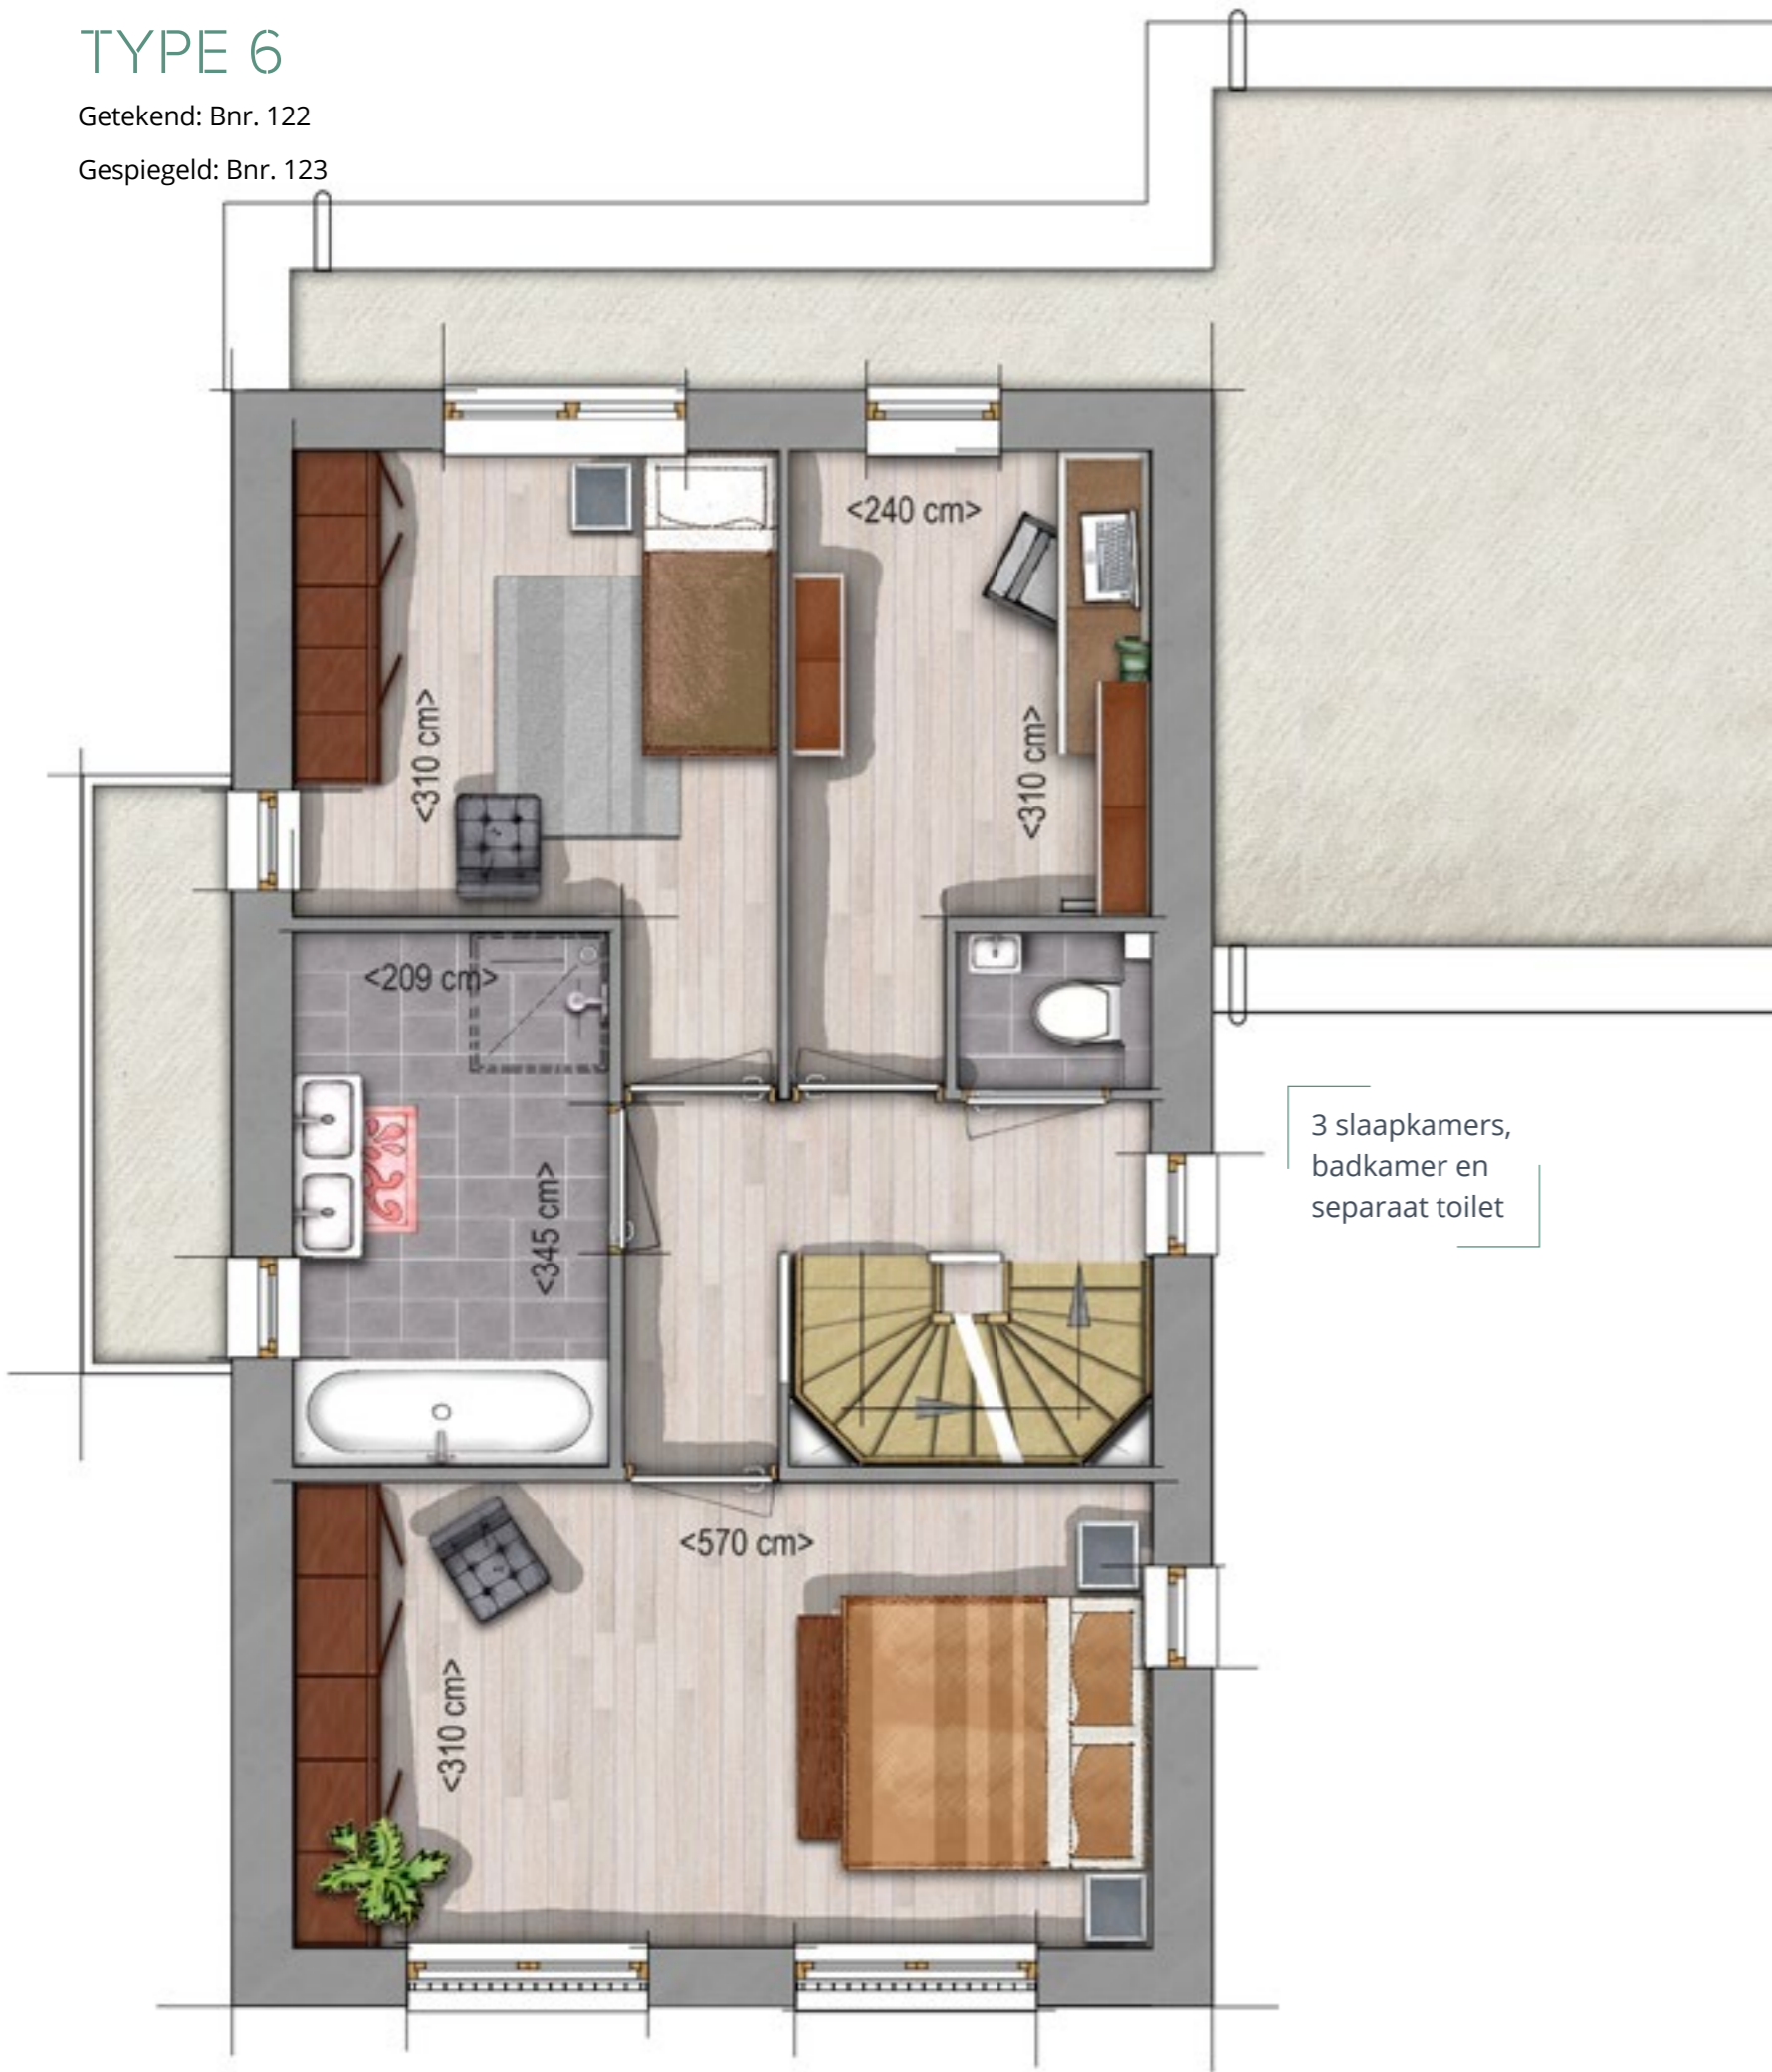 TYPE 6
Getekend: Bnr. 122
Gespiegeld: Bnr. 123
<240 cm>
<310 cm>
<310 cm>
<209 cm>
<345 cm>
3 slaapkamers,
badkamer en
separaat toilet
<570 cm>
<310 cm>